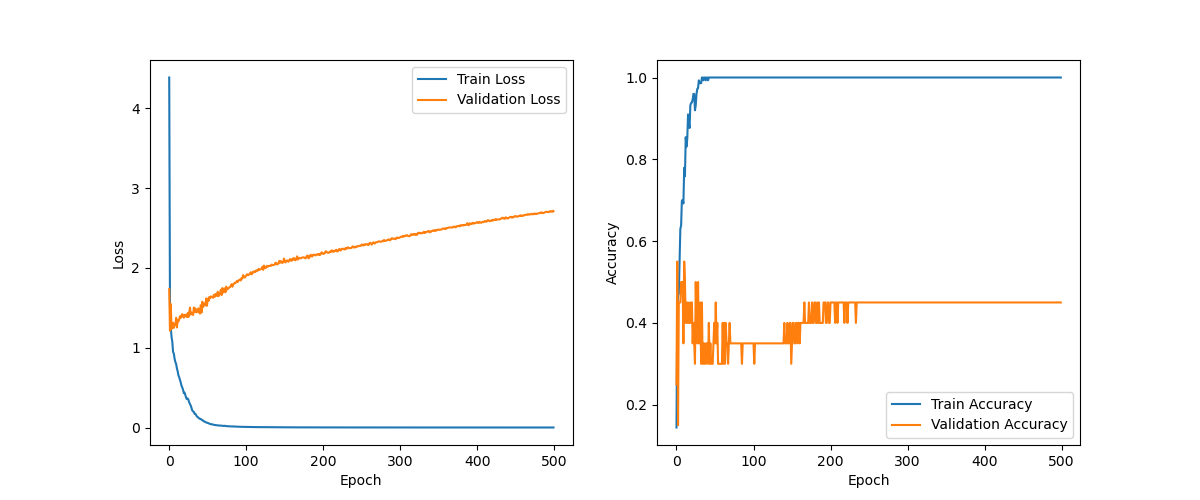 Loss
4
3
2
1
0
Train Loss
Validation Loss
0 100 200 300 400 500
Epoch
Accuracy
1.0
0.8
0.6
0.4
0.2
Train Accuracy
Validation Accuracy
0 100 200 300 400 500
Epoch